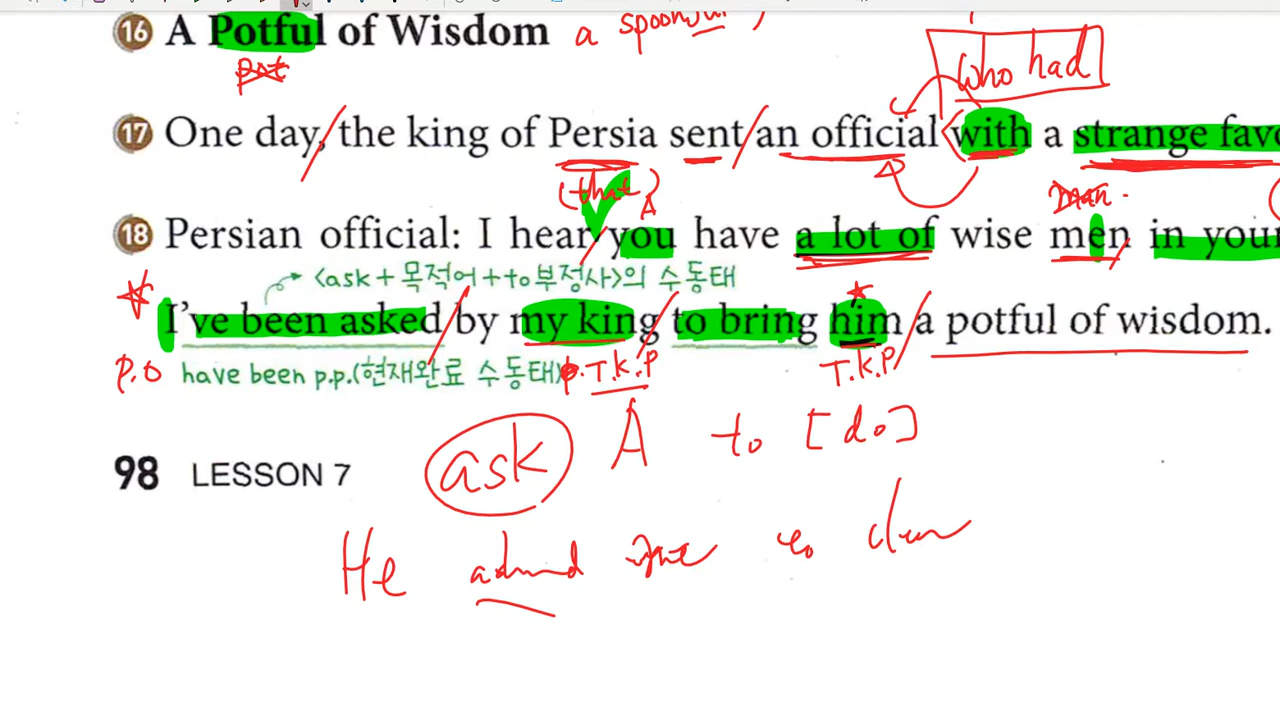 16 A Potful of Wisdom a spoonful,
pot
who had
17 One day, the king of Persia sent an official with a strange favo
(that)
A
man
18 Persian official: I hear you have a lot of wise men in your
<ask+목적어+to부정사>의 수동태
I've been asked by my king to bring him a potful of wisdom.
P.O have been p.p.(현재완료 수동태) T.K.P T.K.P
ask A to [do]
98 LESSON 7
He